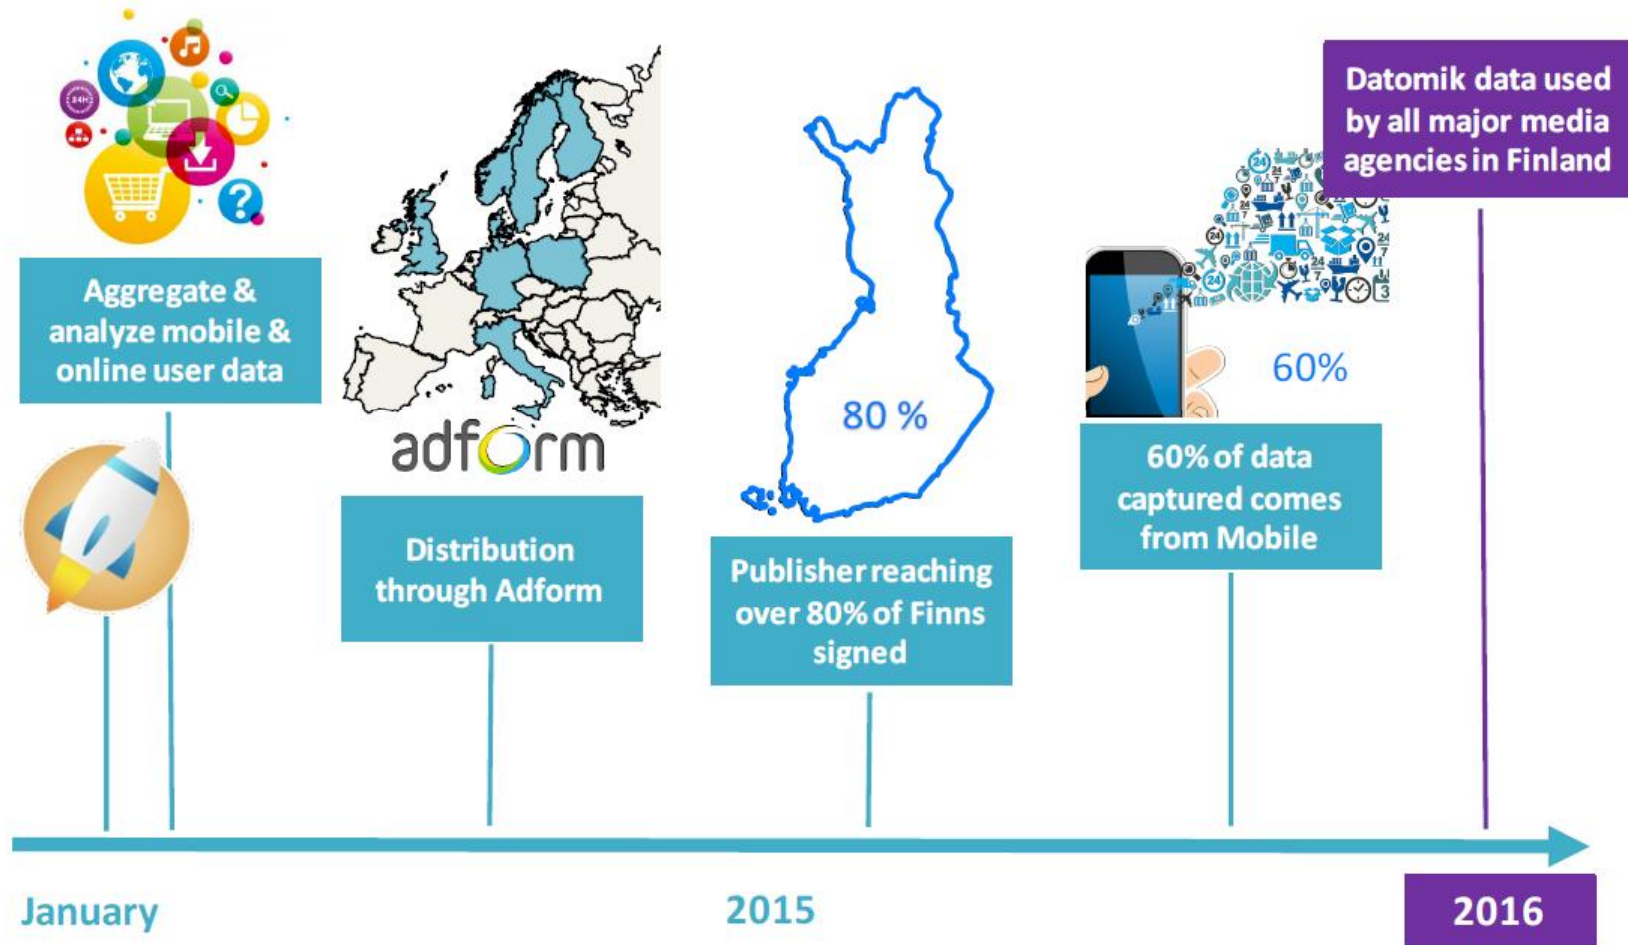 24H
Aggregate &
analyze mobile &
online user data
adform
Distribution
through Adform
80 %
Publisher reaching
over 80% of Finns
signed
60%
60% of data
captured comes
from Mobile
Datomik data used
by all major media
agencies in Finland
January
2015
2016